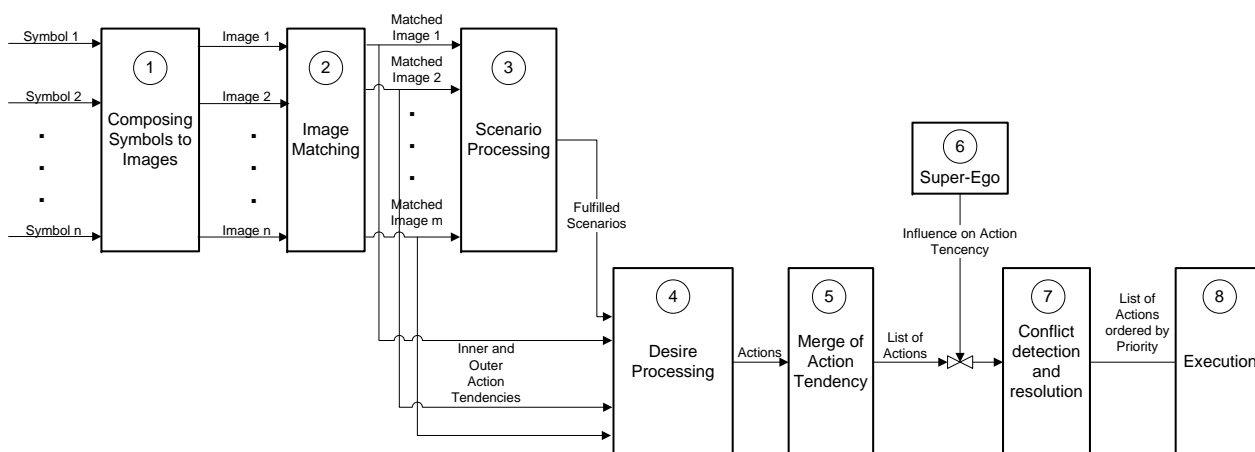 Symbol 1
Symbol 2
Symbol n
1
Composing
Symbols to
Images
Image 1
Image 2
Image n
2
Image
Matching
Matched
Image 1
Matched
Image 2
Matched
Image m
3
Scenario
Processing
Fulfilled
Scenarios
Inner and
Outer
Action
Tendencies
4
Desire
Processing
Actions
5
Merge of
Action
Tendency
List of
Actions
6
Super-Ego
Influence on Action
Tencency
7
Conflict
detection
and
resolution
List of
Actions
ordered by
Priority
8
Execution